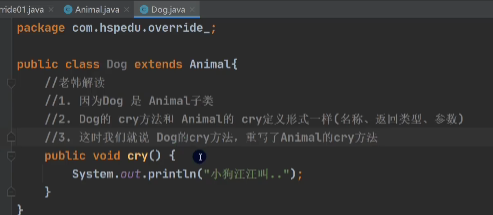 ride01.java Animal.java Dog.java
package com.hspedu.override_;
public class Dog extends Animal{
//老韩解读
//1. 因为Dog 是 Animal子类
//2. Dog的 cry方法和 Animal的 cry定义形式一样(名称、返回类型、参数)
//3. 这时我们就说 Dog的cry方法，重写了Animal的cry方法
public void cry() {
System.out.println("小狗汪汪叫..");
}
}